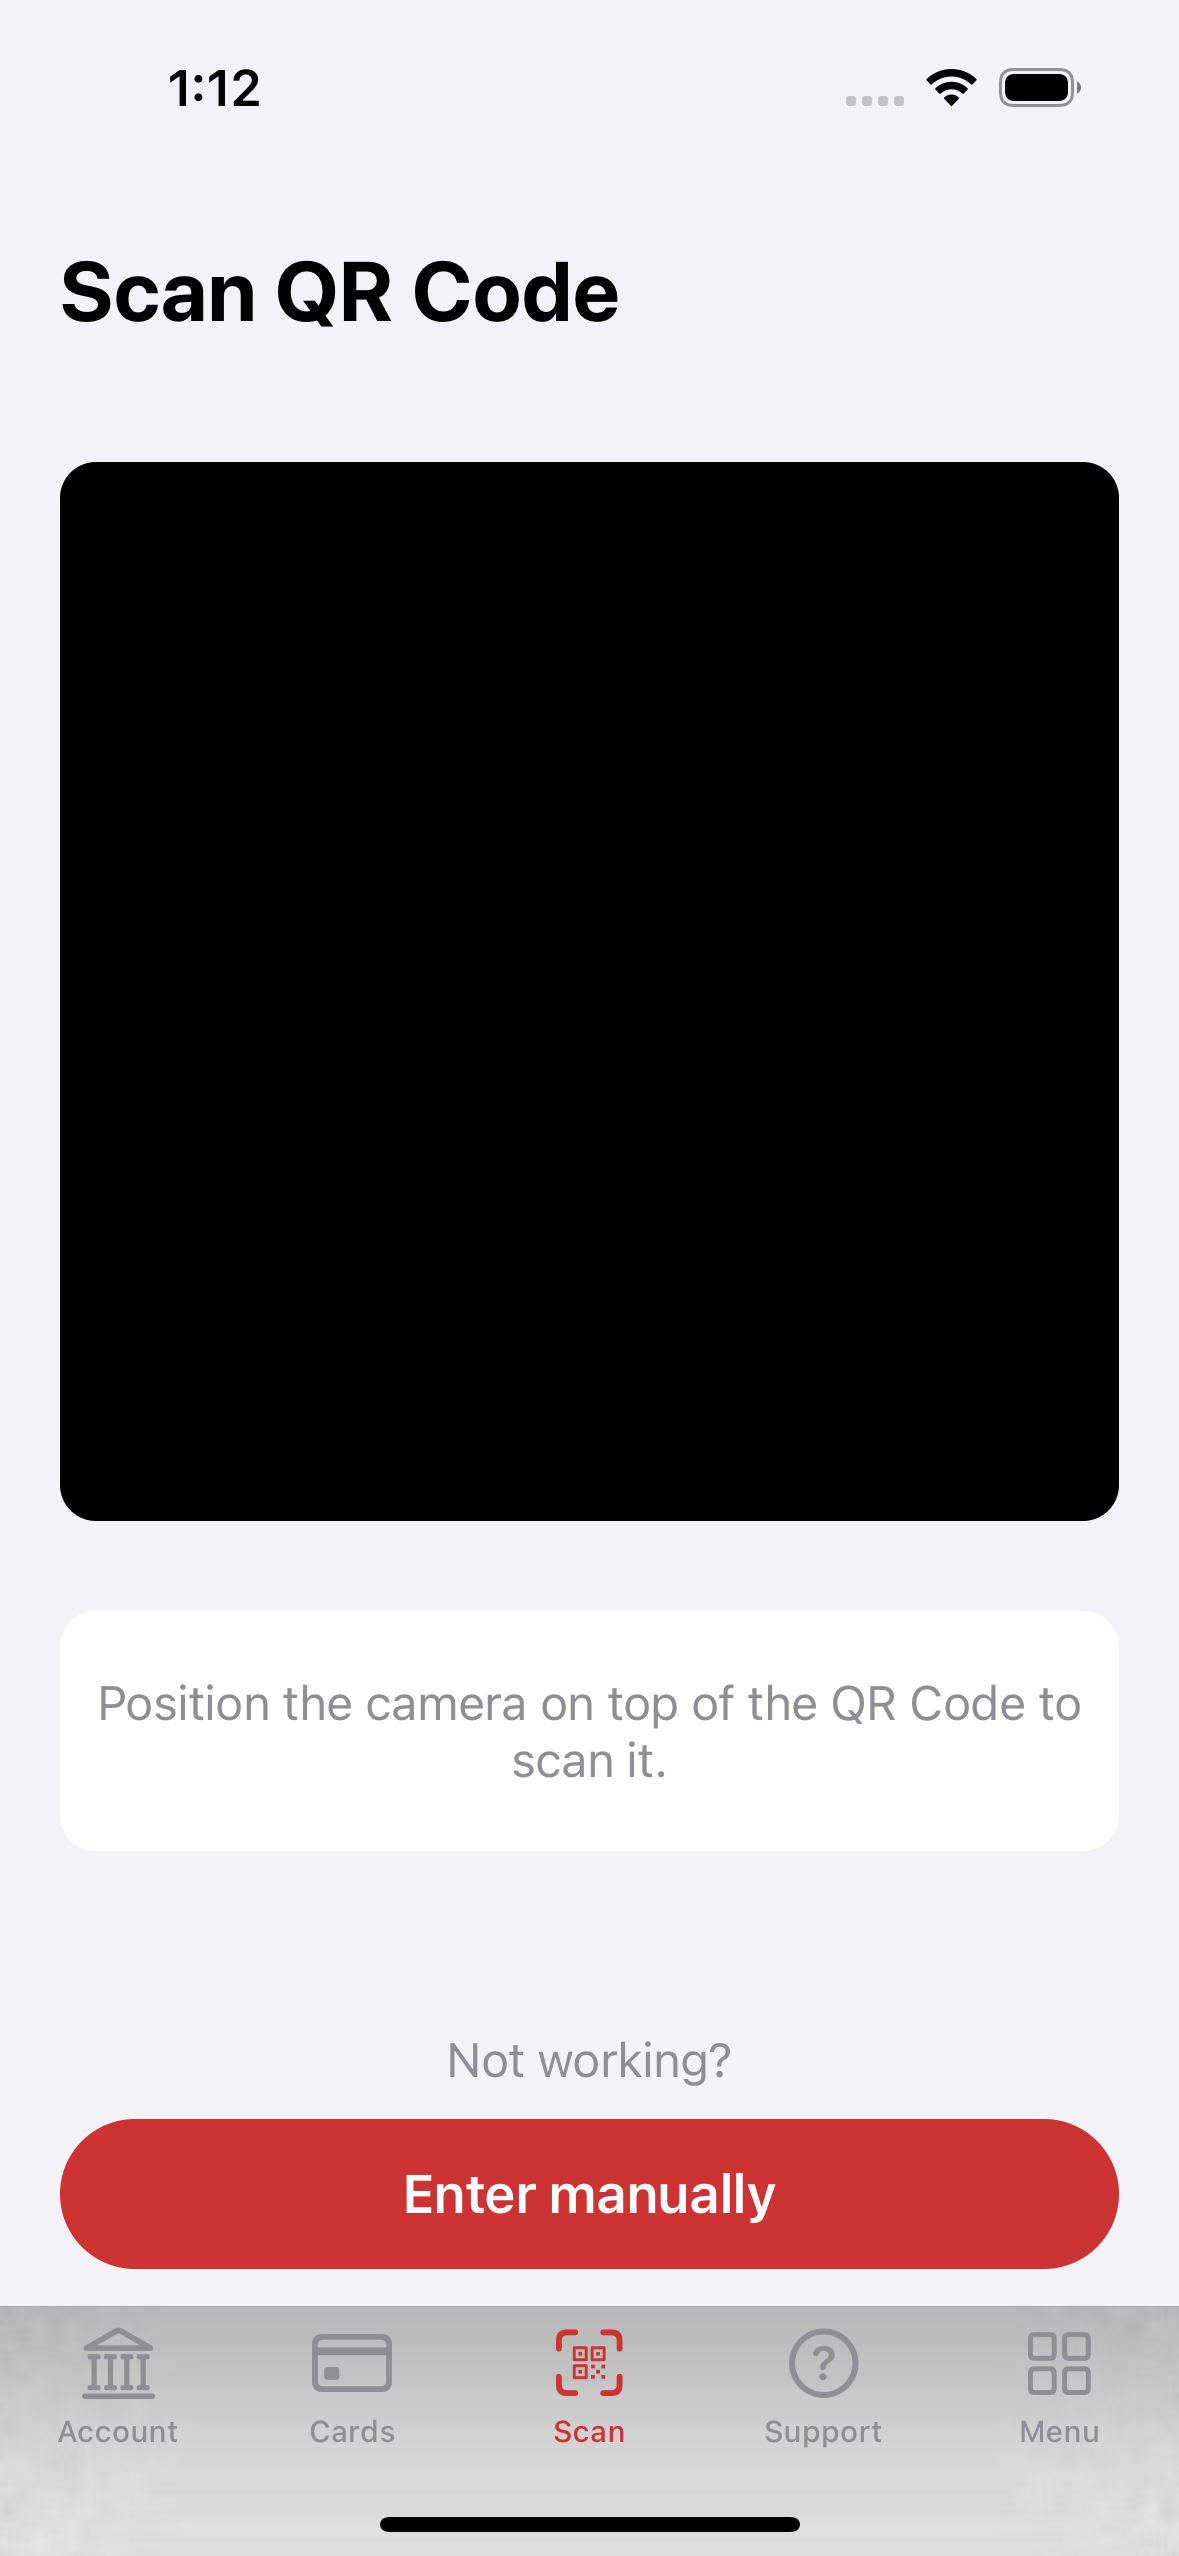 1:12
Scan QR Code
Position the camera on top of the QR Code to
scan it.
Not working?
Enter manually
Account
Cards
Scan
Support
Menu